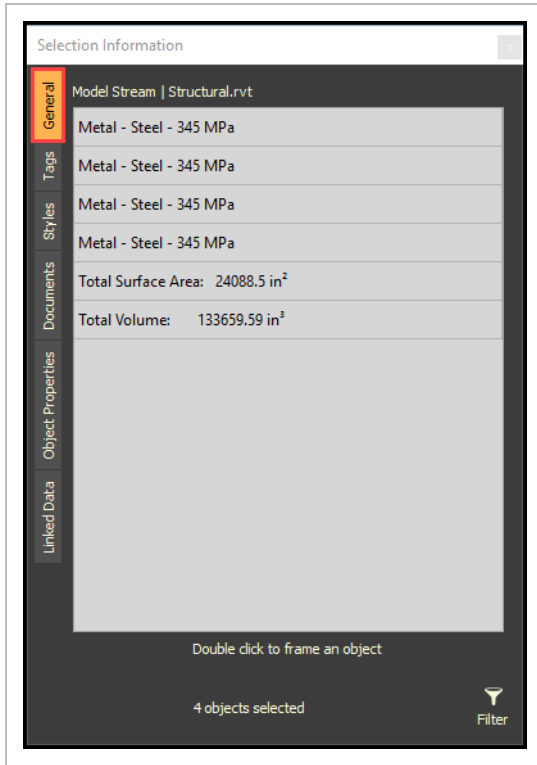 Selection Information
General
Tags
Styles
Documents
Object Properties
Linked Data
Model Stream | Structural.rvt
Metal - Steel - 345 MPa
Metal - Steel - 345 MPa
Metal - Steel - 345 MPa
Metal - Steel - 345 MPa
Total Surface Area: 24088.5 in²
Total Volume: 133659.59 in³
Double click to frame an object
4 objects selected
Filter